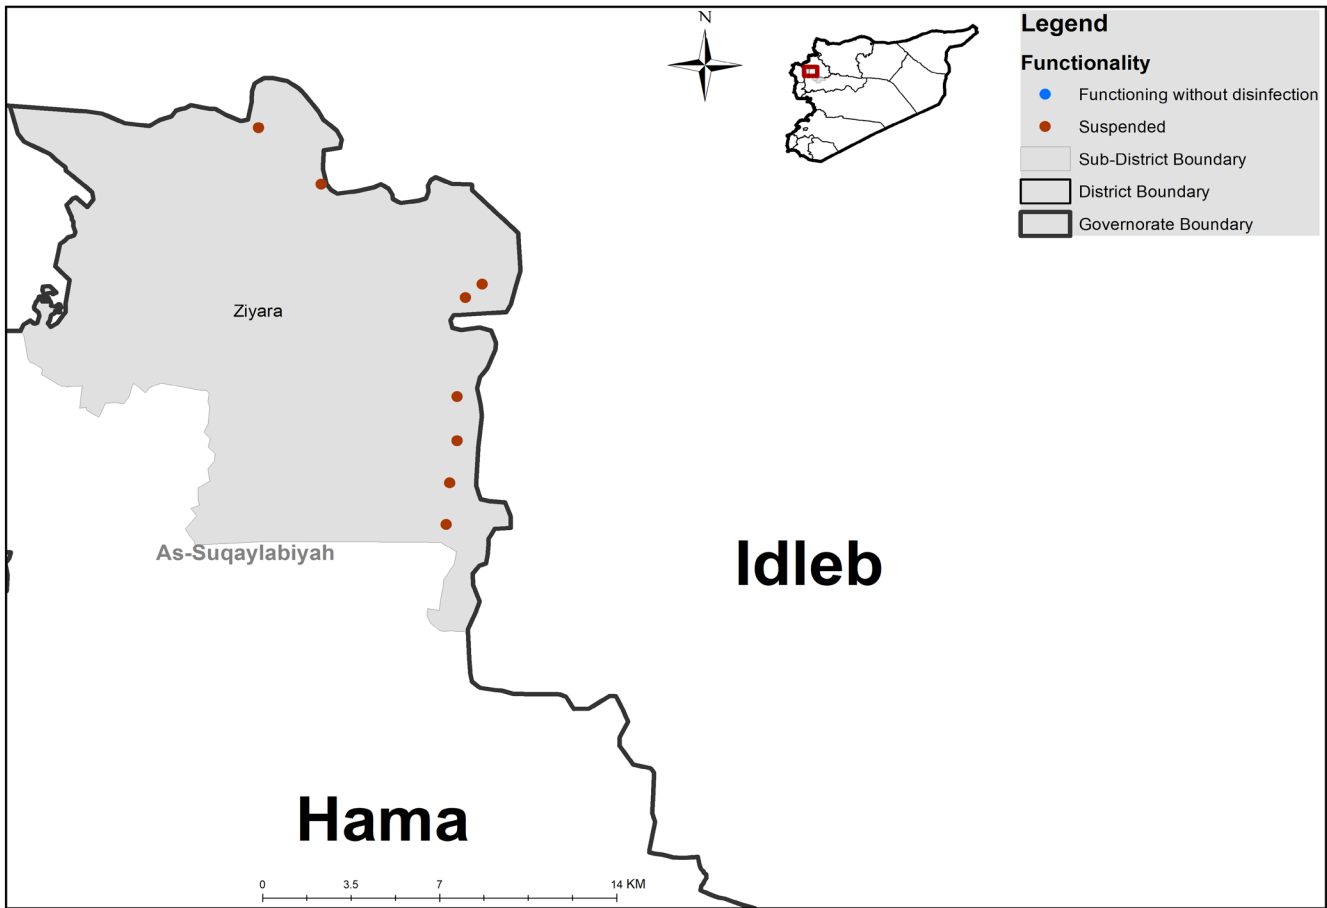 N
Legend
Functionality
Functioning without disinfection
Suspended
Sub-District Boundary
District Boundary
Governorate Boundary
Ziyara
As-Suqaylabiyah
Idleb
Hama
0 3.5 7 14 KM